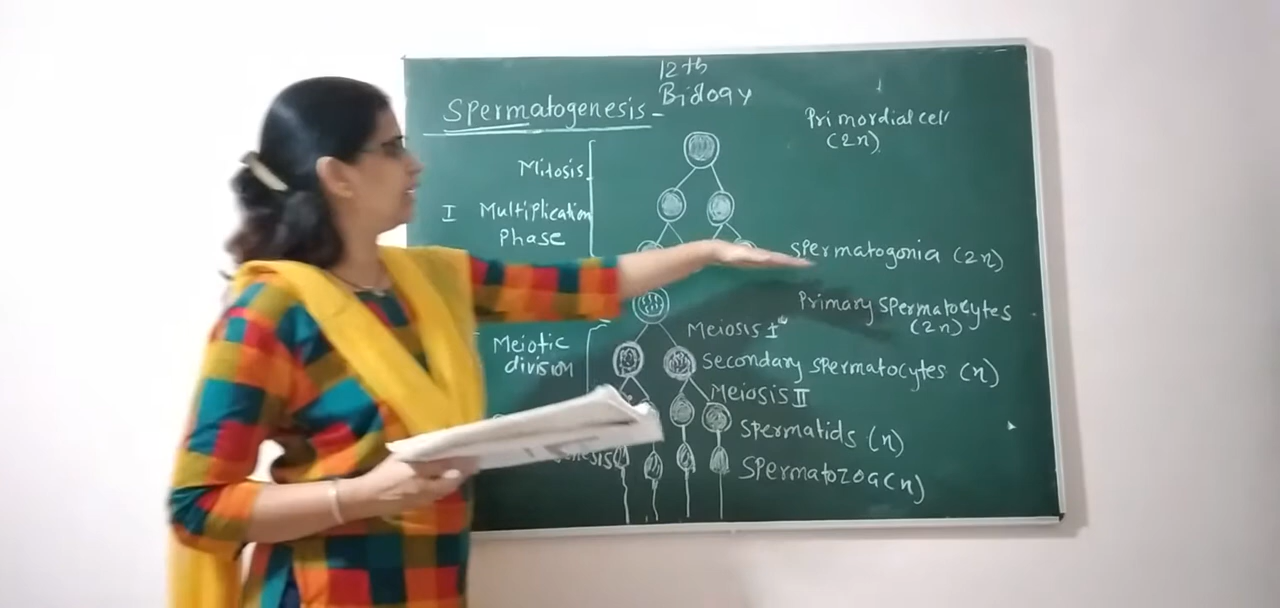 12th
Biology
Spermatogenesis -
Primordial cell
(2n)
Mitosis
I Multiplication
Phase
Spermatogonia (2n)
Primary Spermatocytes
(2n)
Meiosis I
Meiotic
division
Secondary Spermatocytes (n)
Meiosis II
Spermatids (n)
Spermatozoa (n)